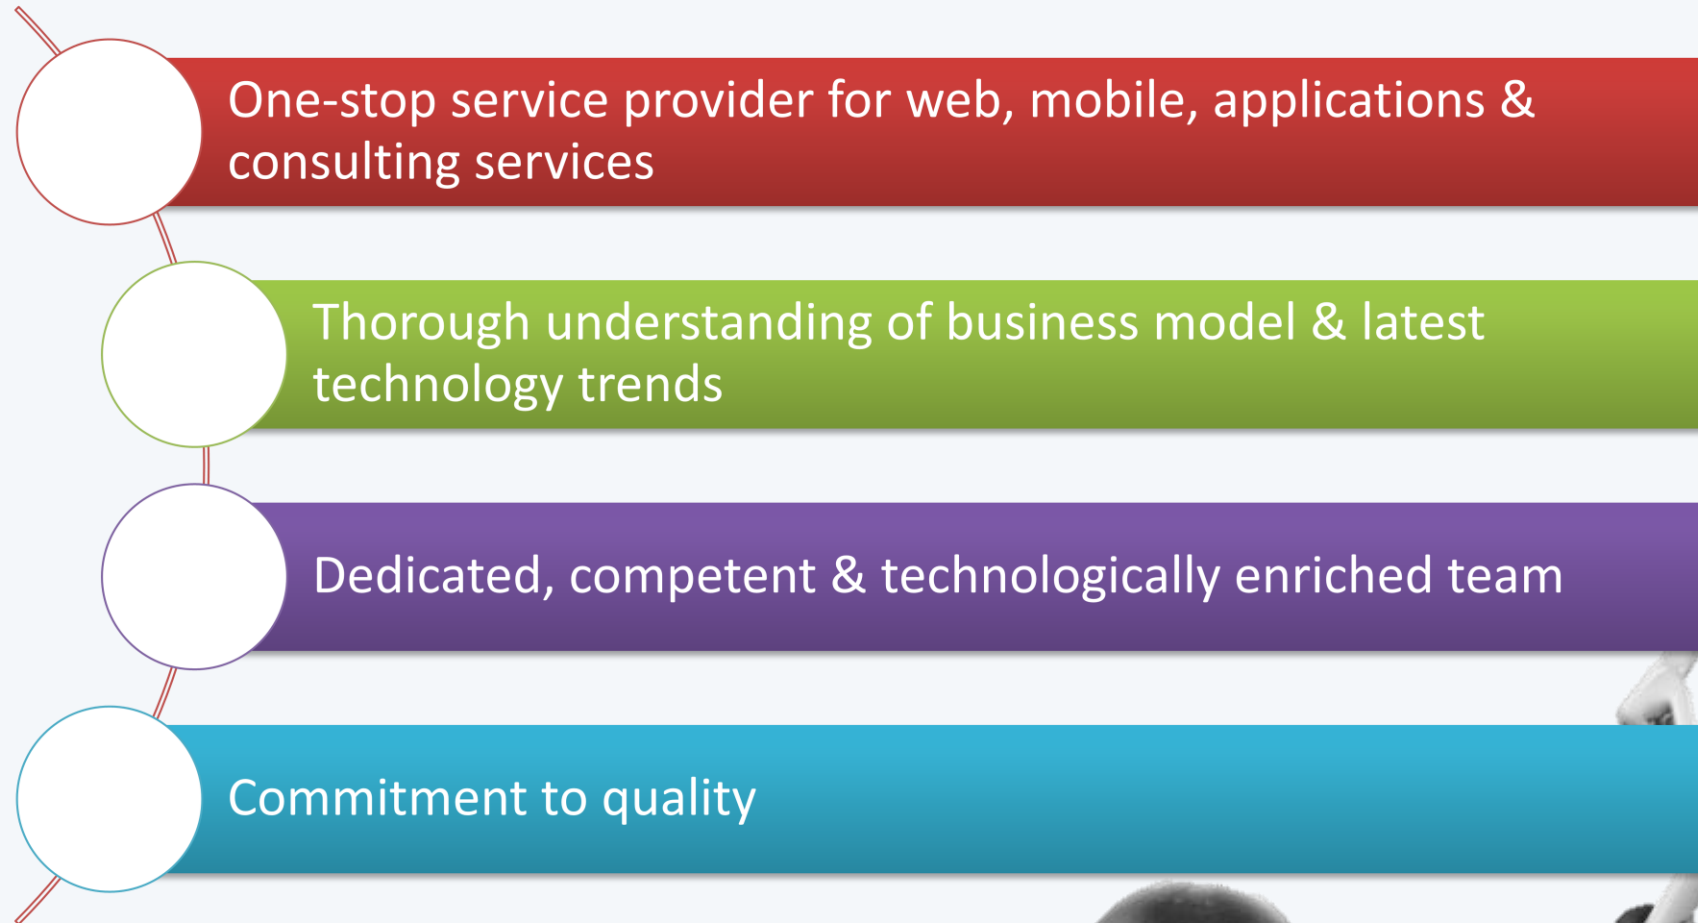 One-stop service provider for web, mobile, applications &
consulting services
Thorough understanding of business model & latest
technology trends
Dedicated, competent & technologically enriched team
Commitment to quality